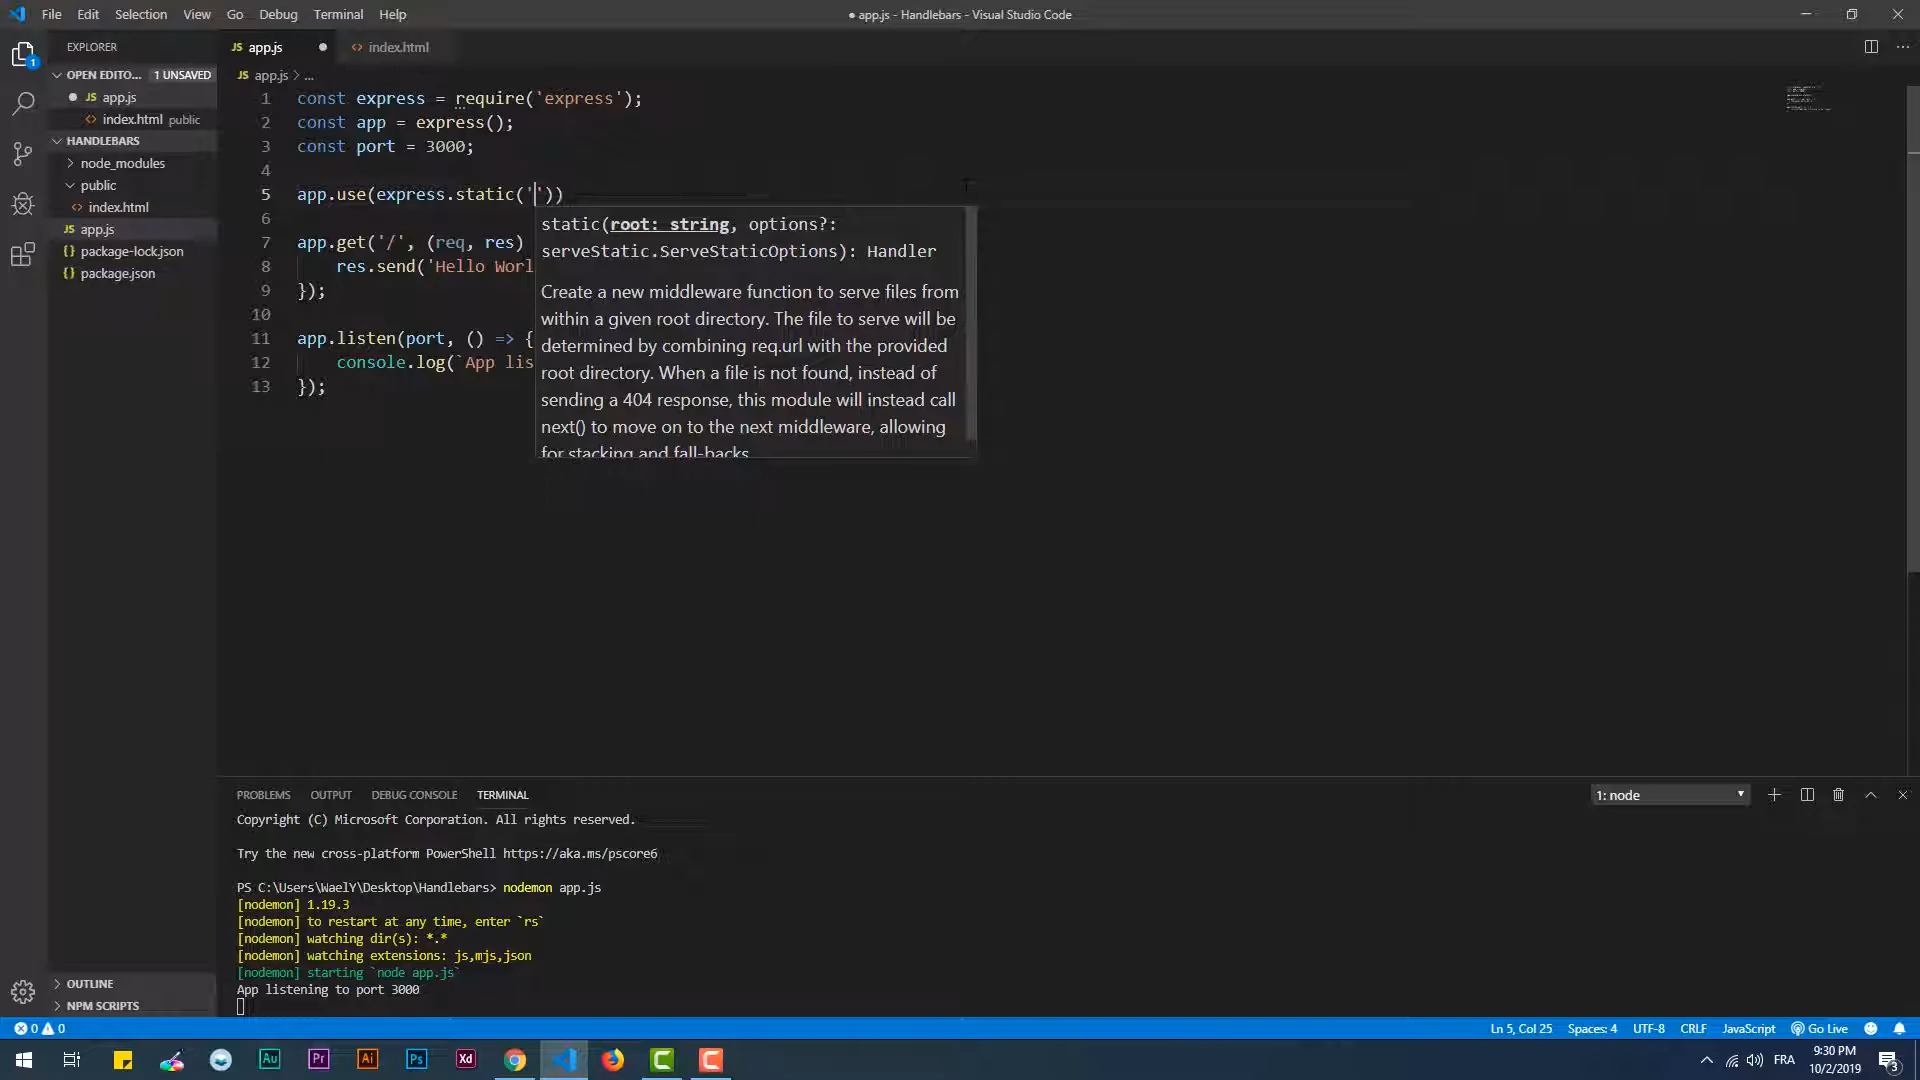 File Edit Selection View Go Debug Terminal Help
● app.js - Handlebars - Visual Studio Code
EXPLORER
OPEN EDITO... 1 UNSAVED
JS app.js
<> index.html public
HANDLEBARS
node_modules
public
<> index.html
JS app.js
{} package-lock.json
{} package.json
OUTLINE
NPM SCRIPTS
1
JS app.js
<> index.html
JS app.js > ...
1 const express = require('express');
2 const app = express();
3 const port = 3000;
4
5 app.use(express.static(''))
6
7 app.get('/', (req, res)
8 res.send('Hello Worl
9 });
10
11 app.listen(port, () => {
12 console.log(`App lis
13 });
static(root: string, options?:
serveStatic.ServeStaticOptions): Handler
Create a new middleware function to serve files from
within a given root directory. The file to serve will be
determined by combining req.url with the provided
root directory. When a file is not found, instead of
sending a 404 response, this module will instead call
next() to move on to the next middleware, allowing
for stacking and fall-backs.
PROBLEMS OUTPUT DEBUG CONSOLE TERMINAL
1: node
Copyright (C) Microsoft Corporation. All rights reserved.
Try the new cross-platform PowerShell https://aka.ms/pscore6
PS C:\Users\WaelY\Desktop\Handlebars> nodemon app.js
[nodemon] 1.19.3
[nodemon] to restart at any time, enter `rs`
[nodemon] watching dir(s): *.*
[nodemon] watching extensions: js,mjs,json
[nodemon] starting `node app.js`
App listening to port 3000
0 0
Ln 5, Col 25 Spaces: 4 UTF-8 CRLF JavaScript Go Live
Au Pr Ai Ps Xd
FRA
9:30 PM
10/2/2019
3